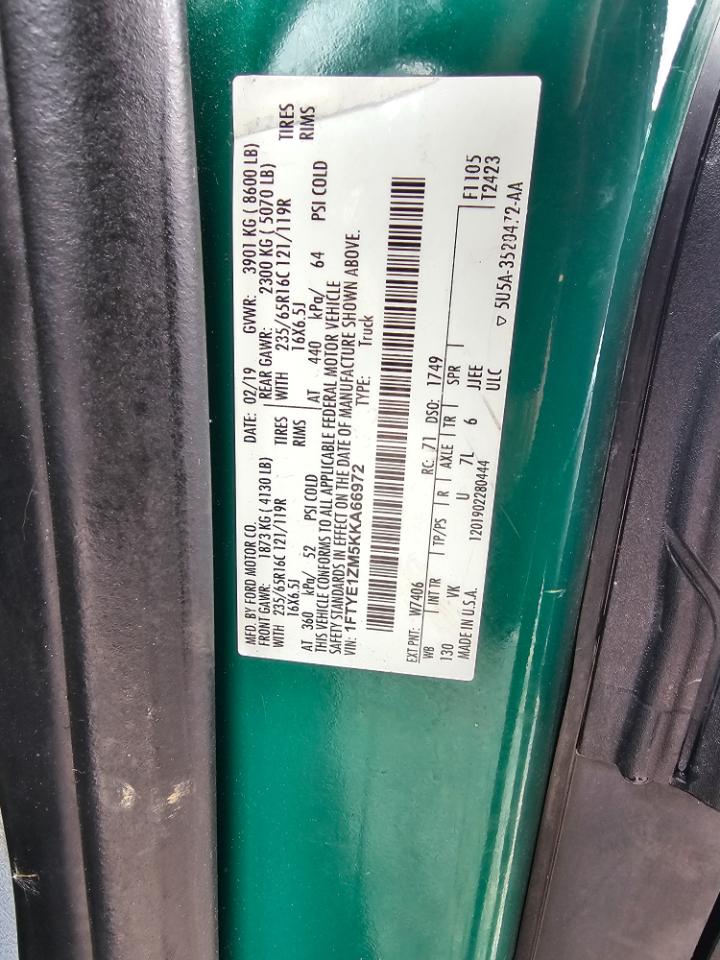 MFD. BY FORD MOTOR CO. DATE: 02/19 GVWR: 3901 KG ( 8600 LB)
FRONT GAWR: 1873 KG ( 4130 LB) REAR GAWR: 2300 KG ( 5070 LB)
WITH 235/65R16C 121/119R TIRES WITH 235/65R16C 121/119R TIRES
16X6.5J RIMS 16X6.5J RIMS
AT 360 kPa/ 52 PSI COLD AT 440 kPa/ 64 PSI COLD
THIS VEHICLE CONFORMS TO ALL APPLICABLE FEDERAL MOTOR VEHICLE
SAFETY STANDARDS IN EFFECT ON THE DATE OF MANUFACTURE SHOWN ABOVE.
VIN: 1FTYE1ZM5KKA66972 TYPE: Truck
EXT PNT: W7406 RC: 71 DSO: 1749 F1105
WB INT TR TP/PS R AXLE TR SPR T2423
130 VK U 7L 6 JJEE
MADE IN U.S.A. 1201902280444 ULC ▽ 5U5A-3520472-AA